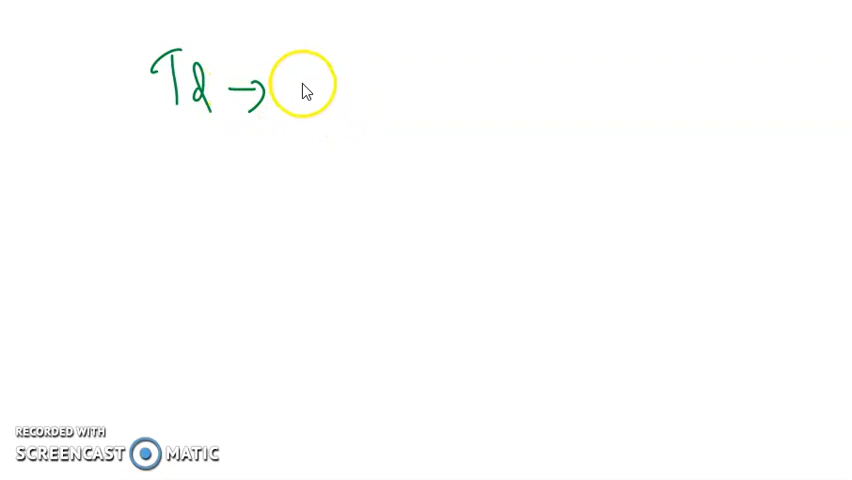 Td →
RECORDED WITH
SCREENCAST MATIC